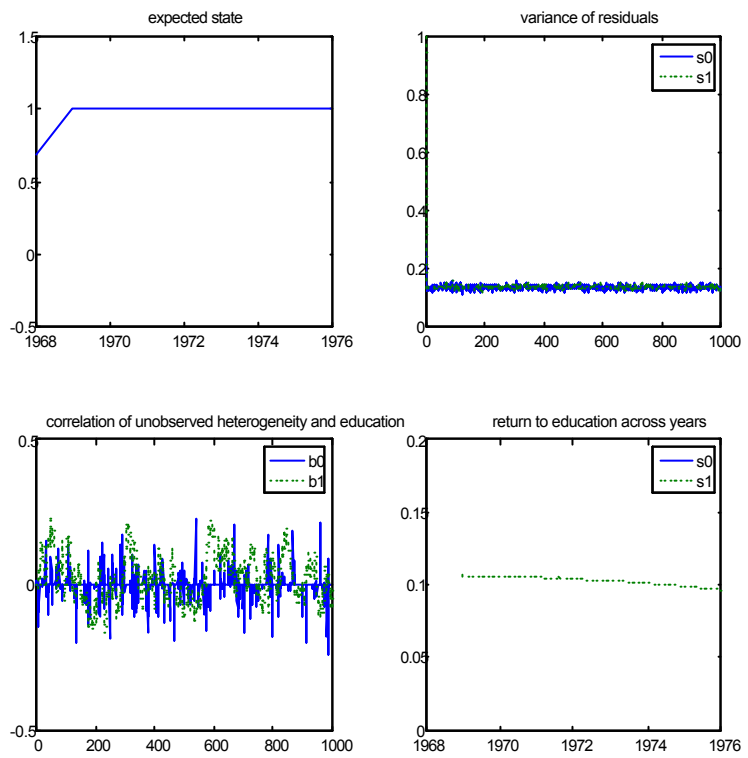 expected state
1.5
1
0.5
0
-0.5
1968 1970 1972 1974 1976
variance of residuals
1
0.8
0.6
0.4
0.2
0
0 200 400 600 800 1000
s0
s1
correlation of unobserved heterogeneity and education
0.5
0
-0.5
0 200 400 600 800 1000
b0
b1
return to education across years
0.2
0.15
0.1
0.05
0
1968 1970 1972 1974 1976
s0
s1